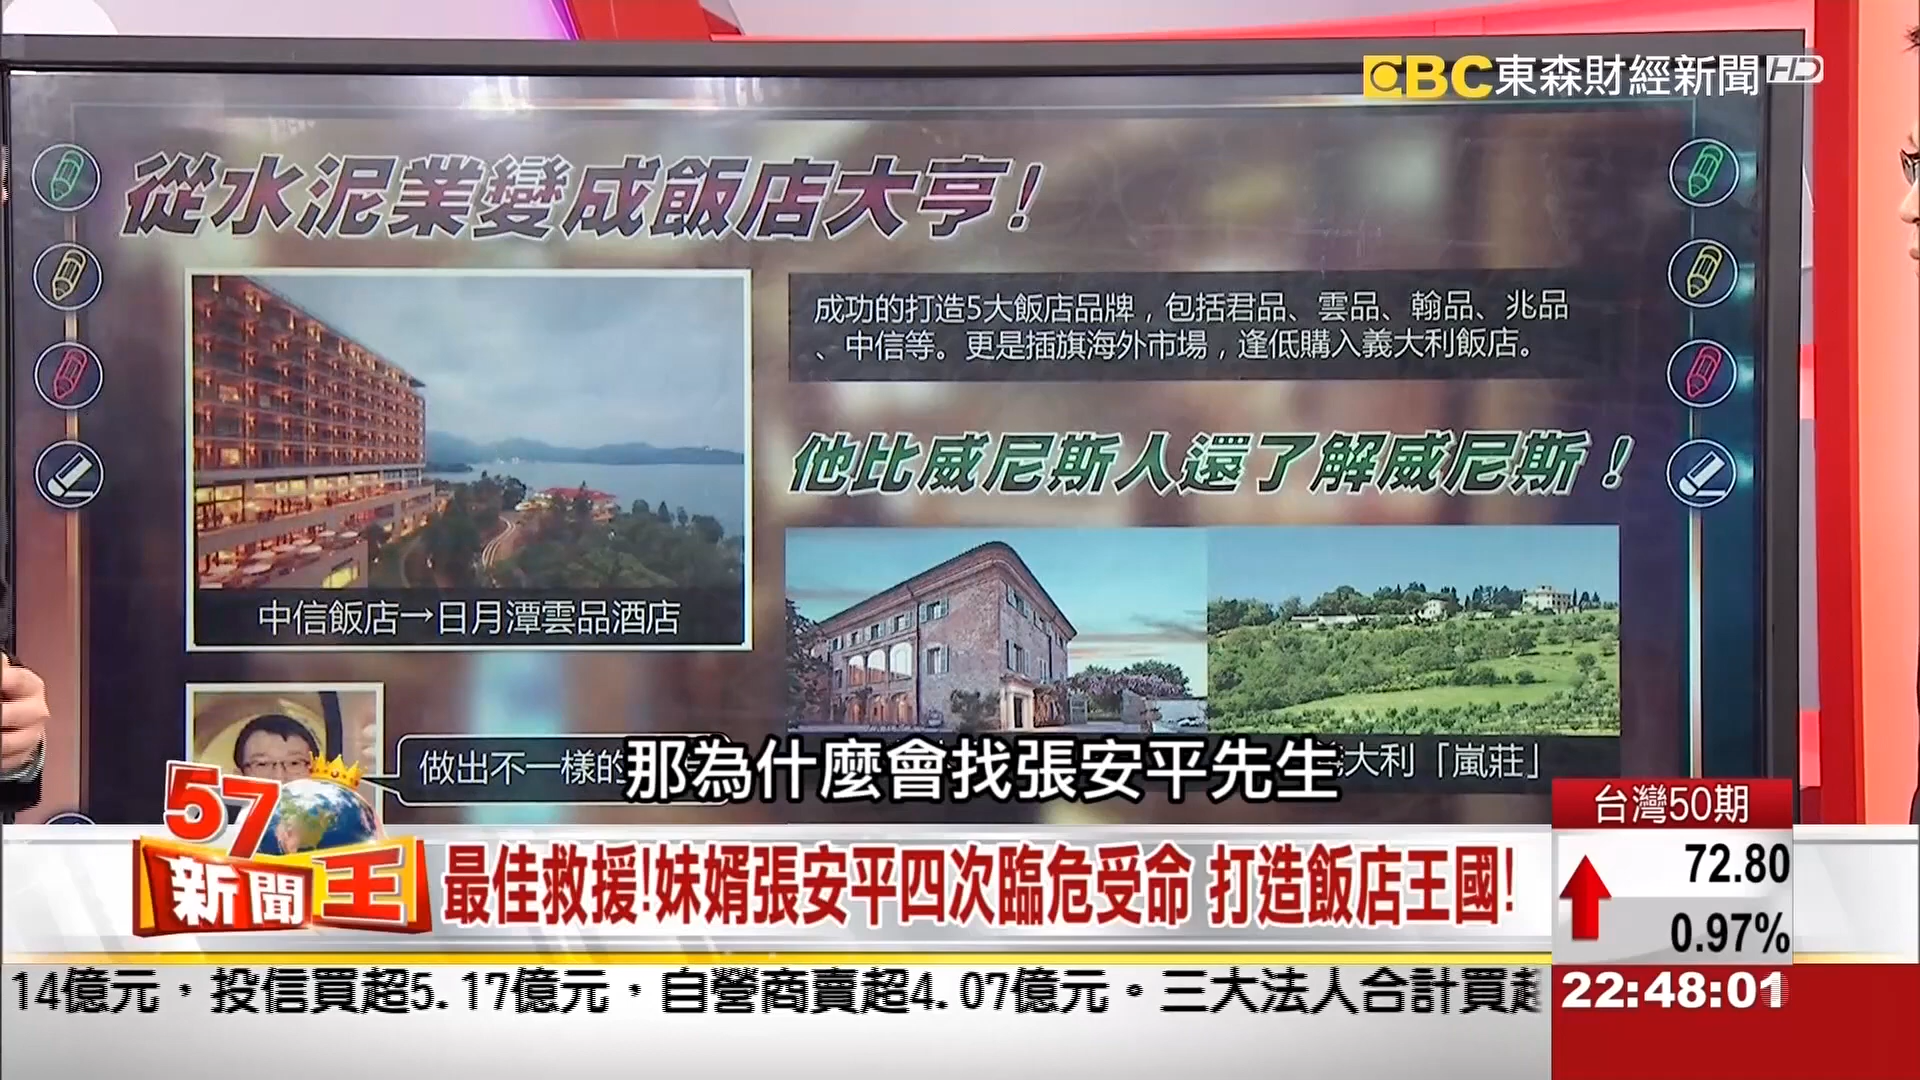 EBC東森財經新聞HD
從水泥業變成飯店大亨!
成功的打造5大飯店品牌，包括君品、雲品、翰品、兆品
、中信等。更是插旗海外市場，逢低購入義大利飯店。
他比威尼斯人還了解威尼斯！
中信飯店→日月潭雲品酒店
做出不一樣的
大利「嵐莊」
那為什麼會找張安平先生
57
新聞王
最佳救援!妹婿張安平四次臨危受命 打造飯店王國!
台灣50期
72.80
0.97%
14億元，投信買超5.17億元，自營商賣超4.07億元。三大法人合計買超
22:48:01